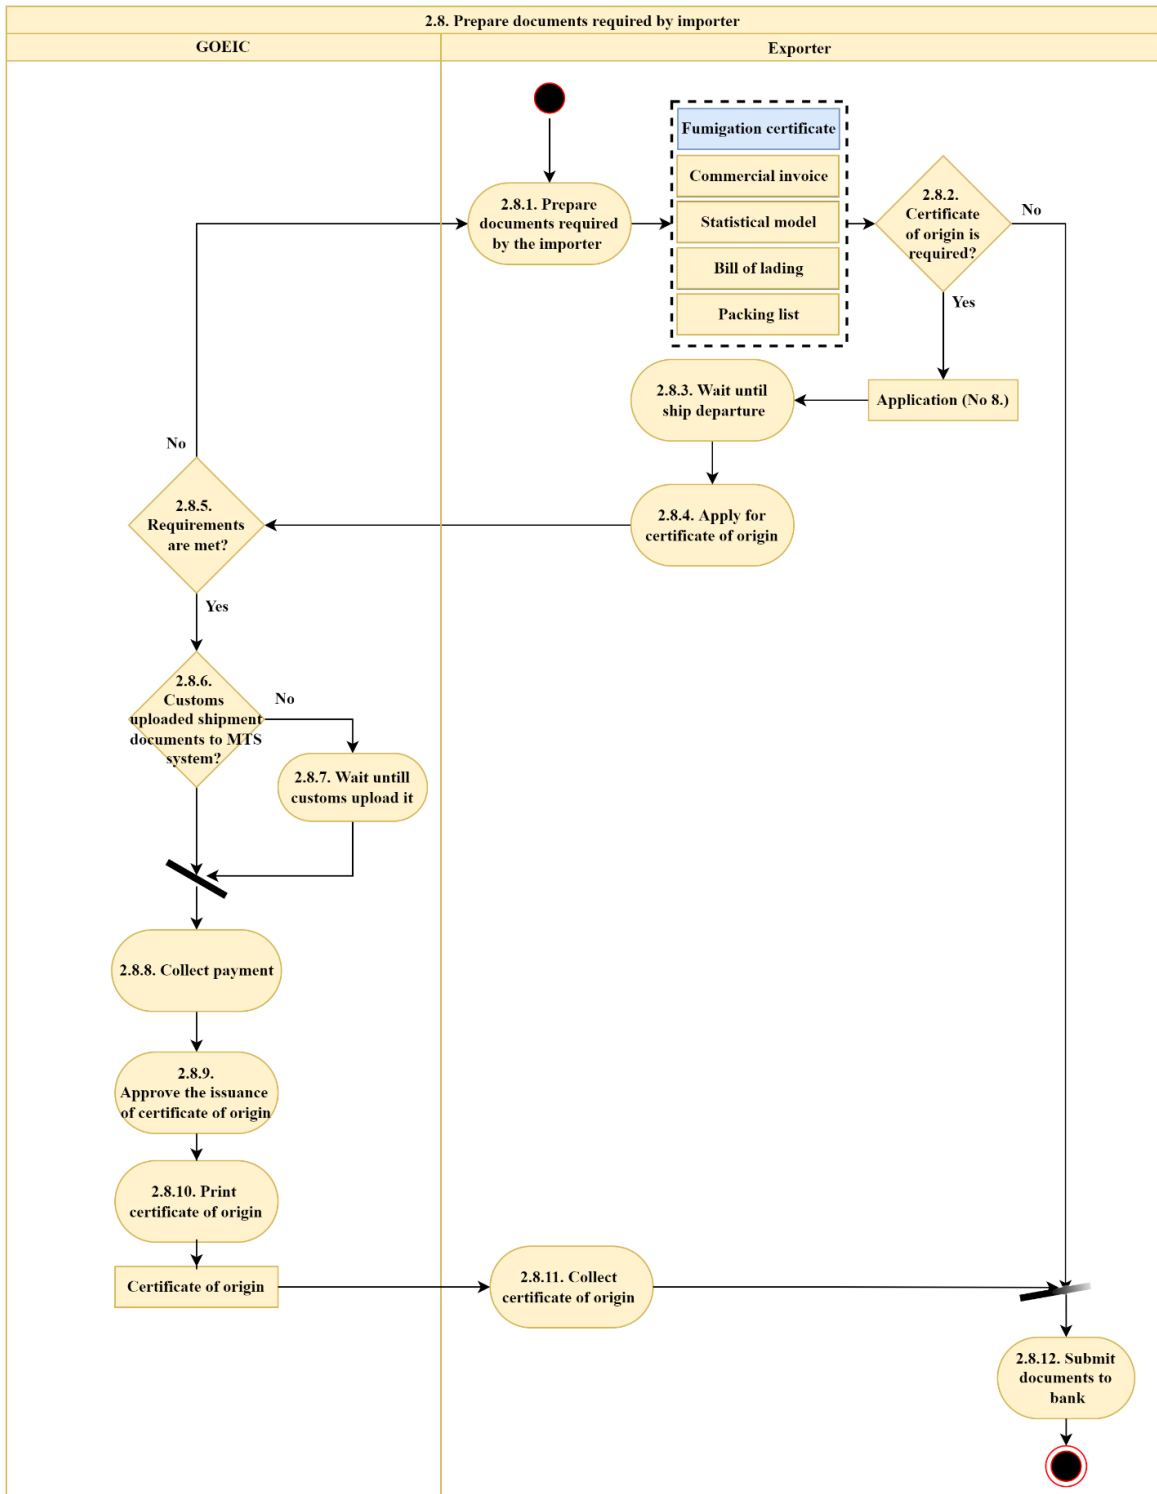 2.8. Prepare documents required by importer
GOEIC
Exporter
Fumigation certificate
Commercial invoice
Statistical model
Bill of lading
Packing list
2.8.1. Prepare
documents required
by the importer
2.8.2.
Certificate
of origin is
required?
No
Yes
Application (No 8.)
2.8.3. Wait until
ship departure
2.8.4. Apply for
certificate of origin
No
2.8.5.
Requirements
are met?
Yes
2.8.6.
Customs
uploaded shipment
documents to MTS
system?
No
2.8.7. Wait untill
customs upload it
2.8.8. Collect payment
2.8.9.
Approve the issuance
of certificate of origin
2.8.10. Print
certificate of origin
Certificate of origin
2.8.11. Collect
certificate of origin
2.8.12. Submit
documents to
bank